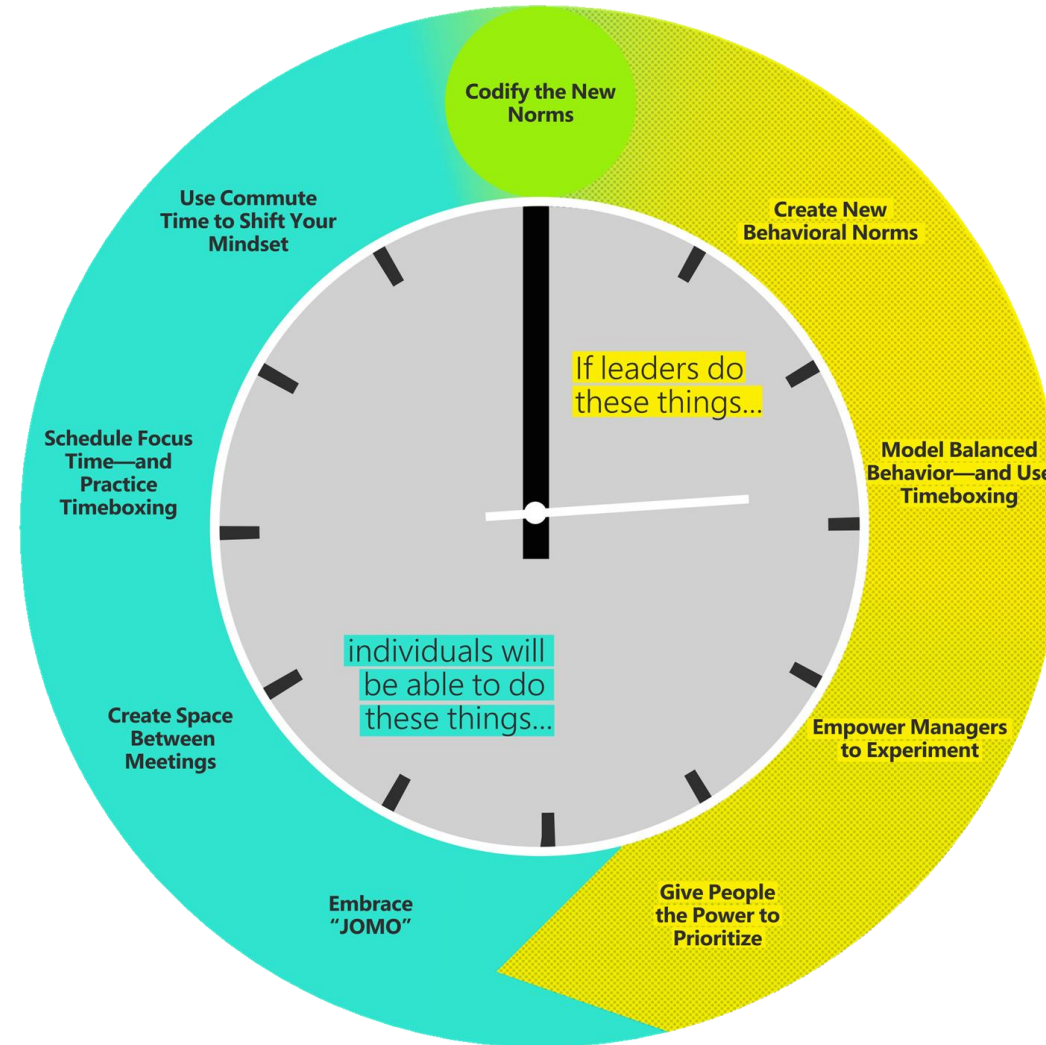 Codify the New
Norms
Create New
Behavioral Norms
If leaders do
these things...
Model Balanced
Behavior—and Use
Timeboxing
Empower Managers
to Experiment
Give People
the Power to
Prioritize
individuals will
be able to do
these things...
Embrace
“JOMO”
Create Space
Between
Meetings
Schedule Focus
Time—and
Practice
Timeboxing
Use Commute
Time to Shift Your
Mindset